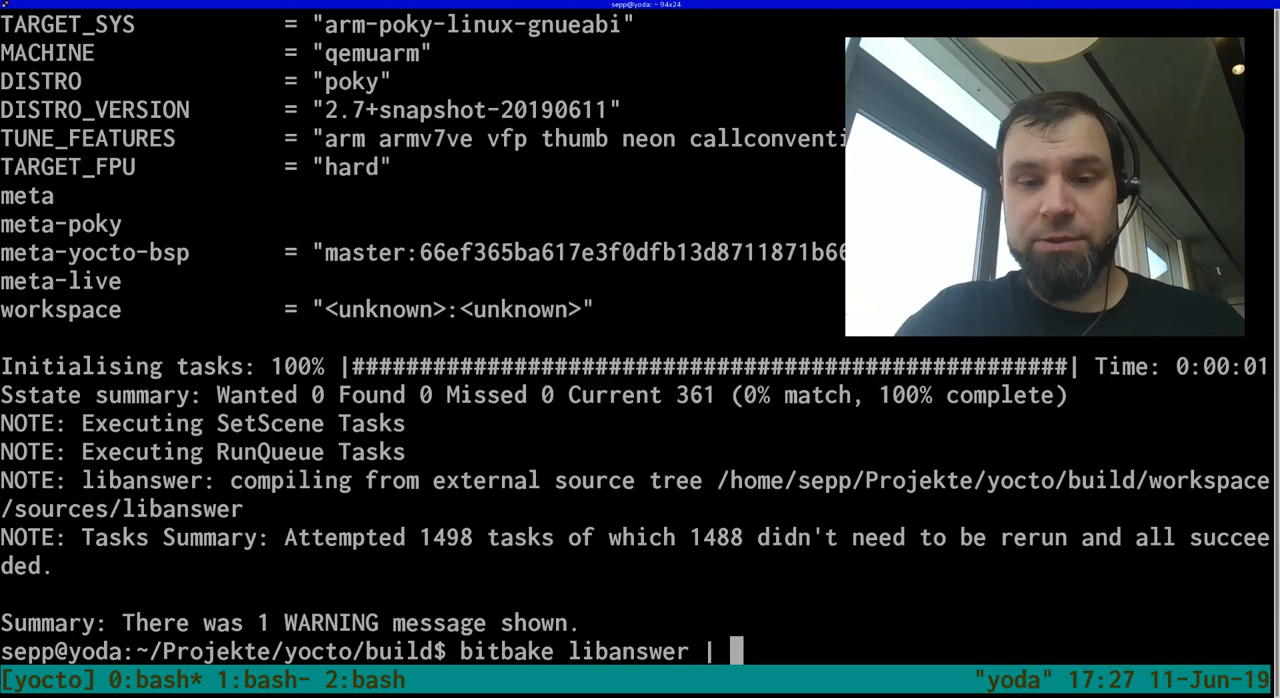 sepp@yoda: ~ 94x24
TARGET_SYS = "arm-poky-linux-gnueabi"
MACHINE = "qemuarm"
DISTRO = "poky"
DISTRO_VERSION = "2.7+snapshot-20190611"
TUNE_FEATURES = "arm armv7ve vfp thumb neon callconventi
TARGET_FPU = "hard"
meta
meta-poky
meta-yocto-bsp = "master:66ef365ba617e3f0dfb13d8711871b66
meta-live
workspace = "<unknown>:<unknown>"
Initialising tasks: 100% |#####################################################| Time: 0:00:01
Sstate summary: Wanted 0 Found 0 Missed 0 Current 361 (0% match, 100% complete)
NOTE: Executing SetScene Tasks
NOTE: Executing RunQueue Tasks
NOTE: libanswer: compiling from external source tree /home/sepp/Projekte/yocto/build/workspace
/sources/libanswer
NOTE: Tasks Summary: Attempted 1498 tasks of which 1488 didn't need to be rerun and all succee
ded.
Summary: There was 1 WARNING message shown.
sepp@yoda:~/Projekte/yocto/build$ bitbake libanswer |
[yocto] 0:bash* 1:bash- 2:bash "yoda" 17:27 11-Jun-19